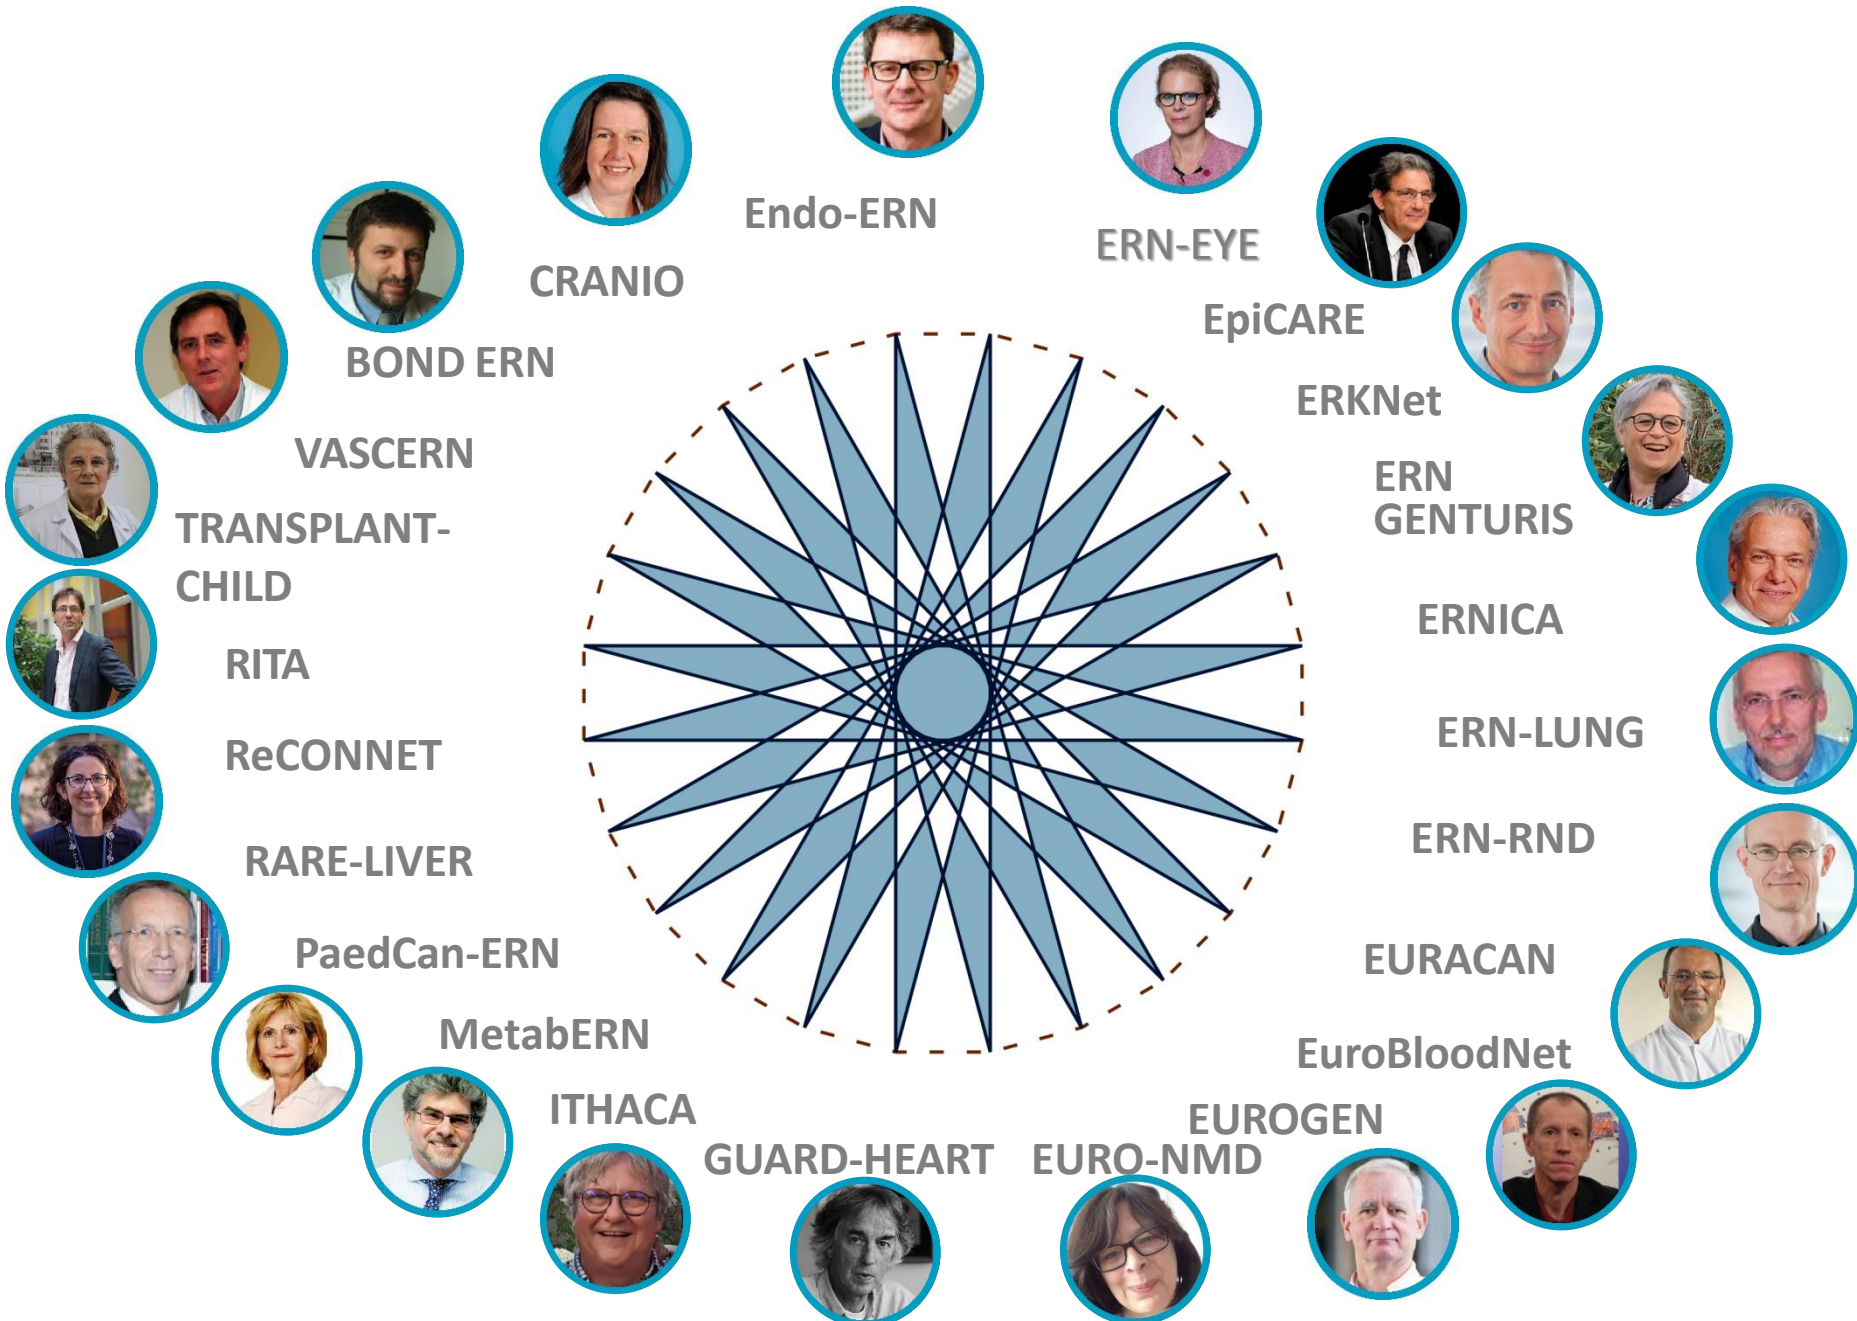 Endo-ERN
ERN-EYE
CRANIO
EpiCARE
BOND ERN
ERKNet
VASCERN
ERN
GENTURIS
TRANSPLANT-
CHILD
ERNICA
RITA
ERN-LUNG
ReCONNET
ERN-RND
RARE-LIVER
EURACAN
PaedCan-ERN
MetabERN
EuroBloodNet
ITHACA
EUROGEN
GUARD-HEART
EURO-NMD